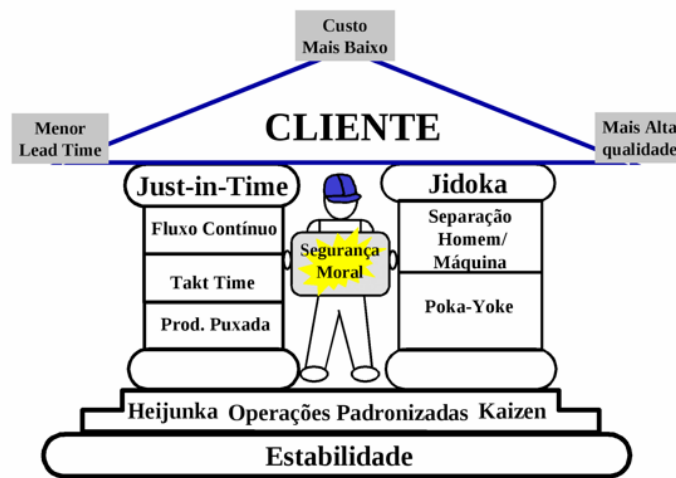 Custo
Mais Baixo
Menor
Lead Time
CLIENTE
Mais Alta
qualidade
Just-in-Time
Jidoka
Fluxo Contínuo
Takt Time
Prod. Puxada
Segurança
Moral
Separação
Homem/
Máquina
Poka-Yoke
Heijunka Operações Padronizadas Kaizen
Estabilidade